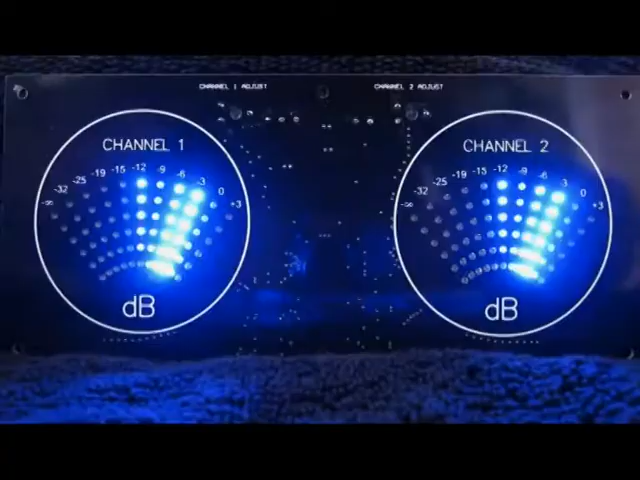 CHANNEL 1 ADJUST
CHANNEL 2 ADJUST
CHANNEL 1
-∞ -32 -25 -19 -15 -12 -9 -6 -3 0 +3
dB
CHANNEL 2
-∞ -32 -25 -19 -15 -12 -9 -6 -3 0 +3
dB